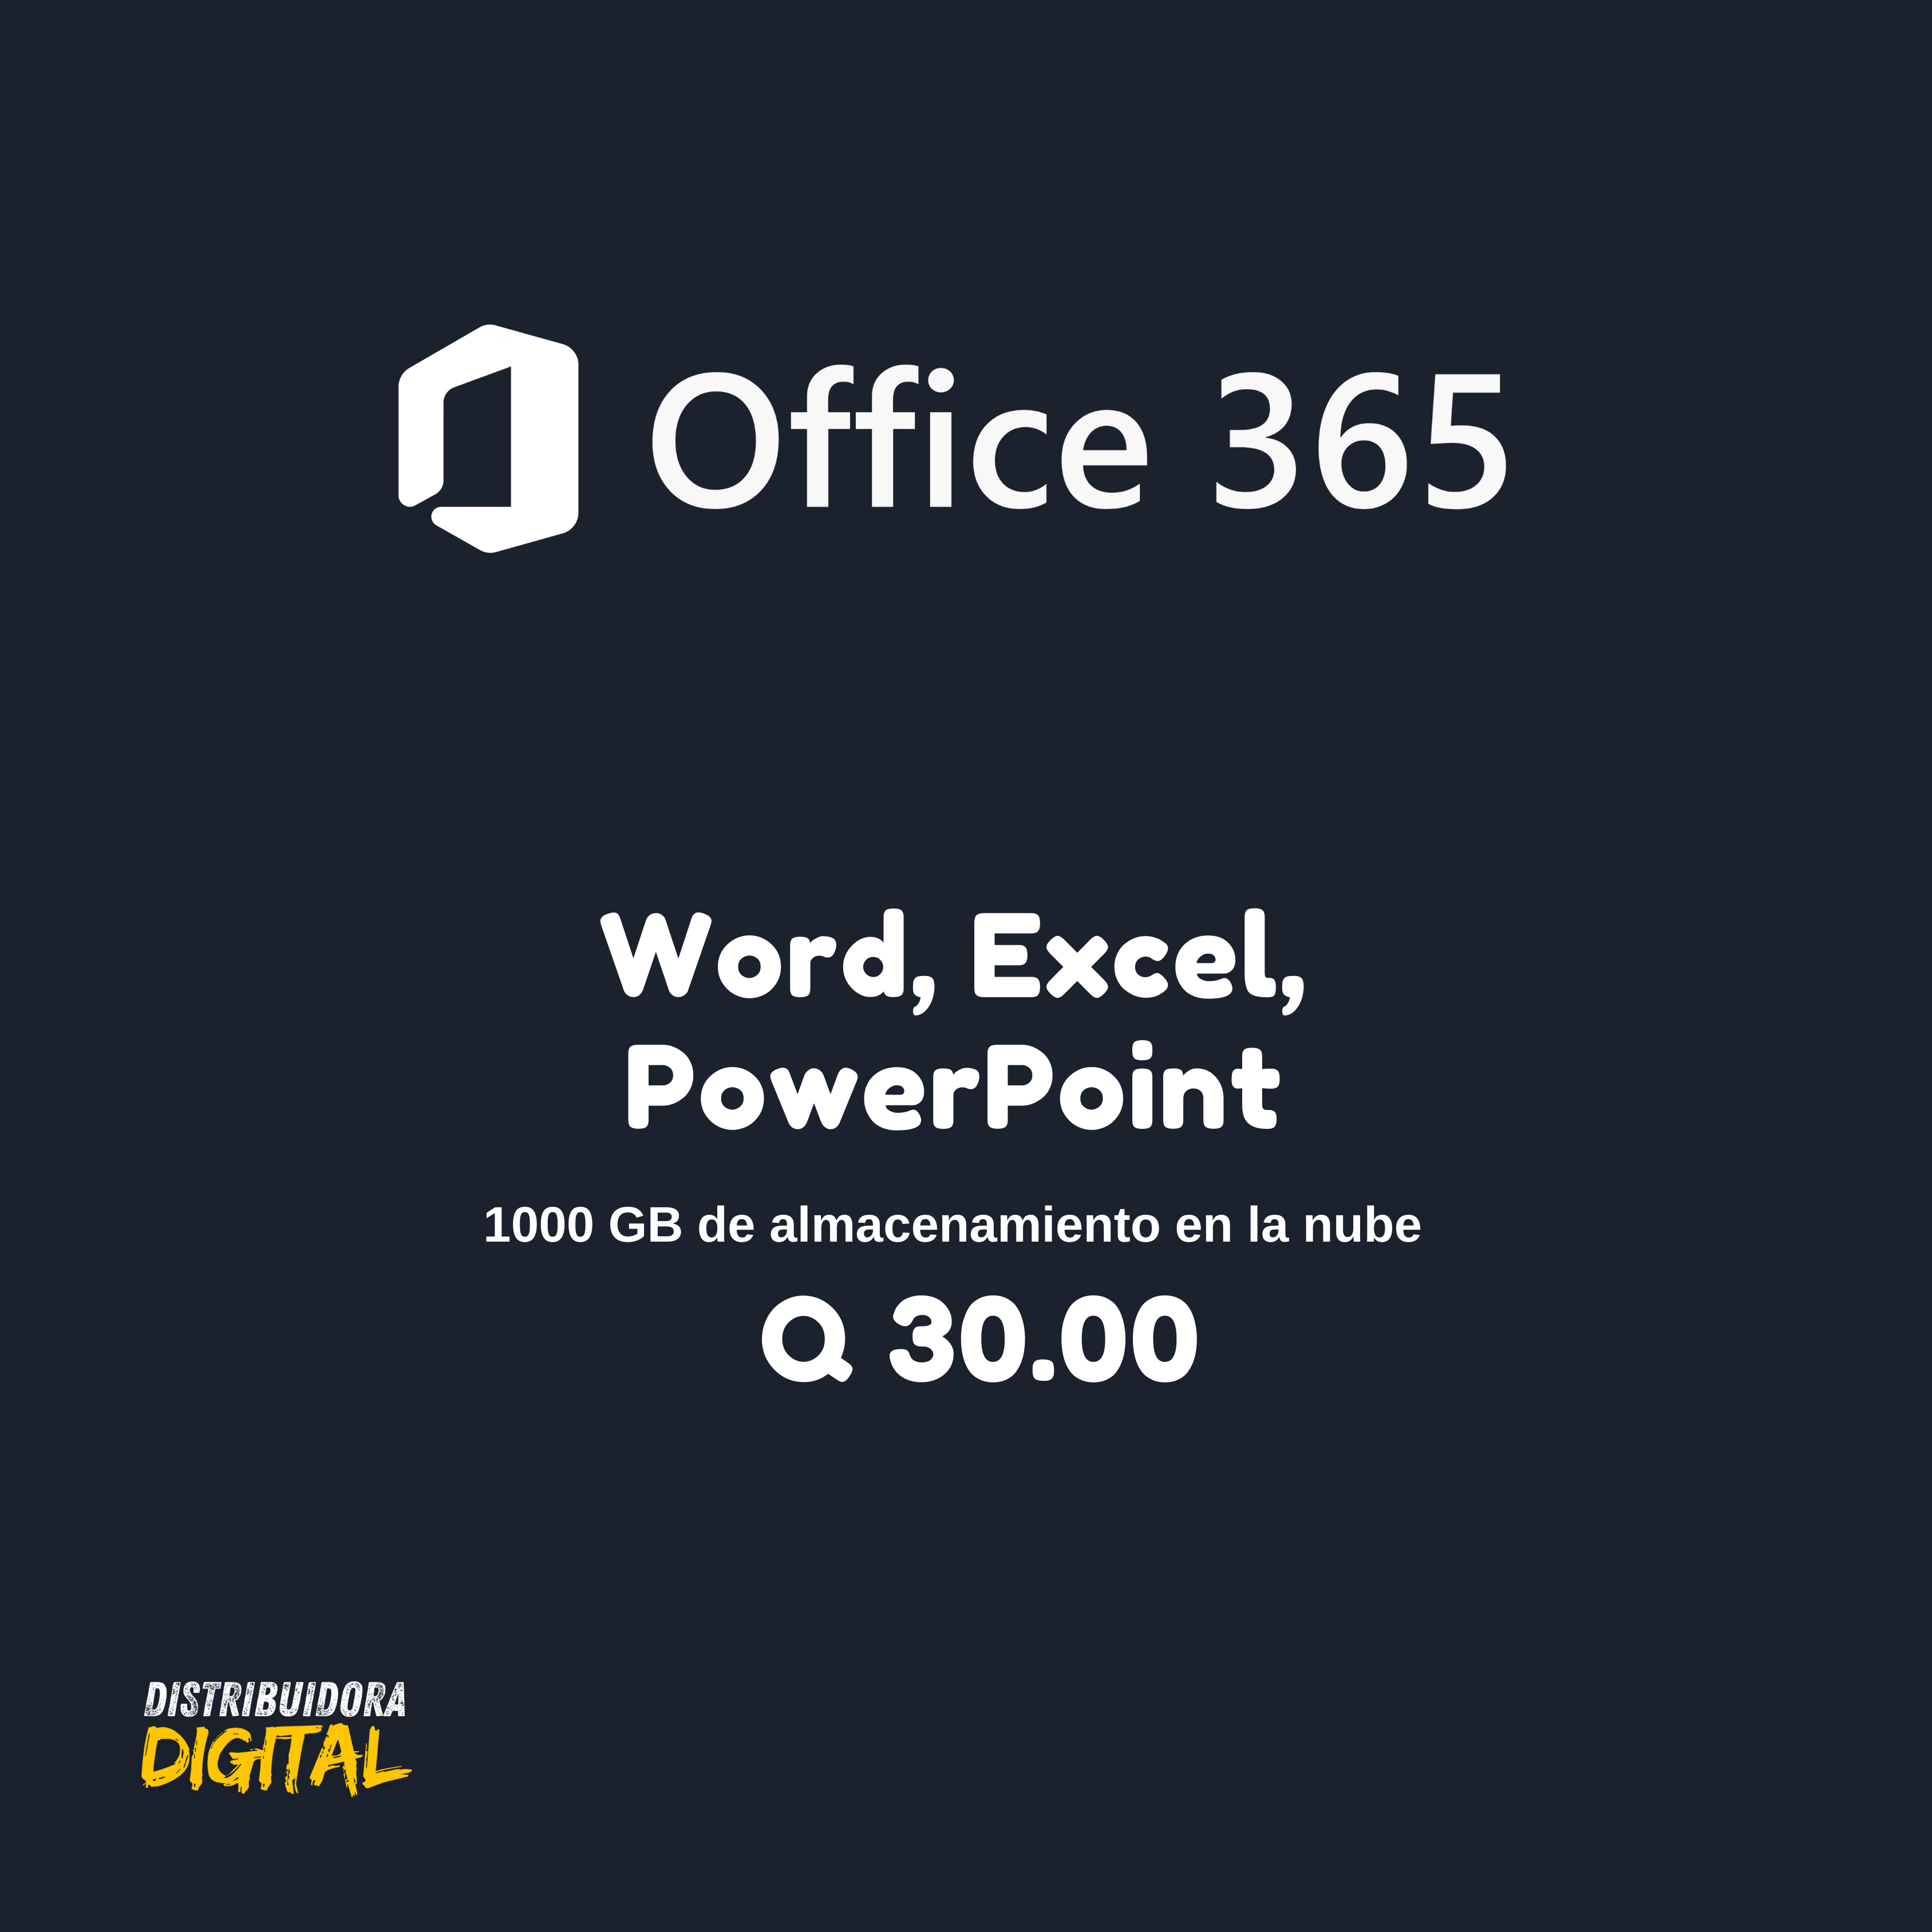 Office 365
Word, Excel,
PowerPoint
1000 GB de almacenamiento en la nube
Q 30.00
DISTRIBUIDORA
DIGITAL